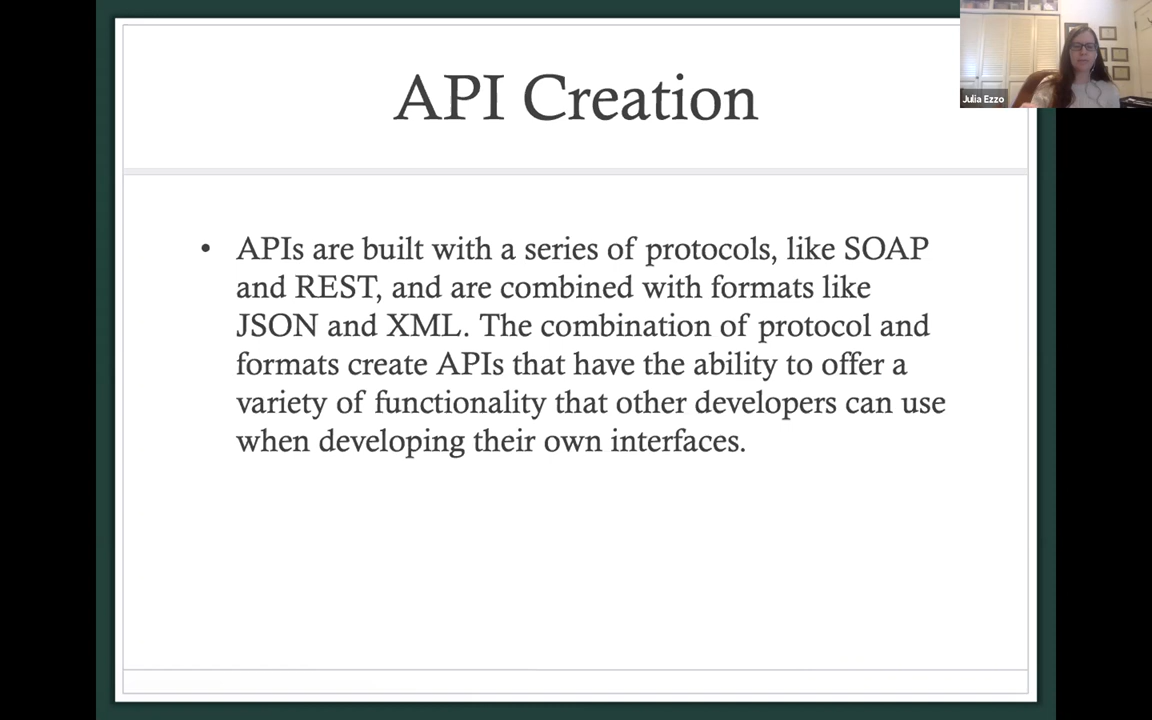 API Creation
Julia Ezzo
• APIs are built with a series of protocols, like SOAP
and REST, and are combined with formats like
JSON and XML. The combination of protocol and
formats create APIs that have the ability to offer a
variety of functionality that other developers can use
when developing their own interfaces.